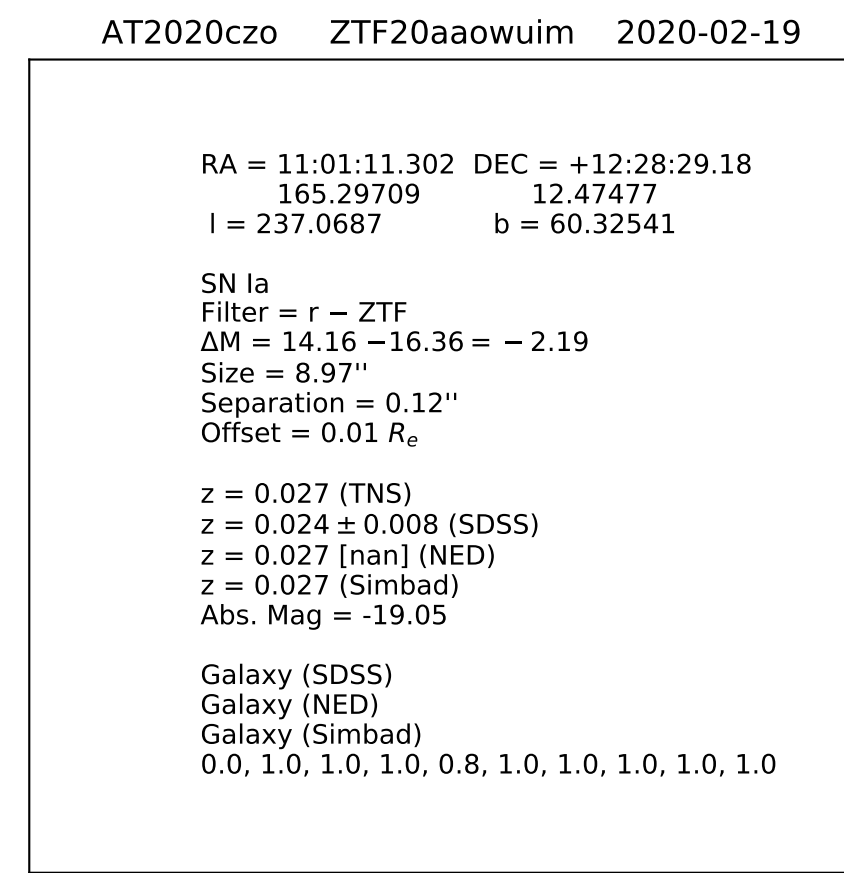 AT2020czo ZTF20aaowuim 2020-02-19
RA = 11:01:11.302 DEC = +12:28:29.18
165.29709 12.47477
l = 237.0687 b = 60.32541
SN Ia
Filter = r − ZTF
ΔM = 14.16 −16.36 = − 2.19
Size = 8.97''
Separation = 0.12''
Offset = 0.01 Rₑ
z = 0.027 (TNS)
z = 0.024 ± 0.008 (SDSS)
z = 0.027 [nan] (NED)
z = 0.027 (Simbad)
Abs. Mag = -19.05
Galaxy (SDSS)
Galaxy (NED)
Galaxy (Simbad)
0.0, 1.0, 1.0, 1.0, 0.8, 1.0, 1.0, 1.0, 1.0, 1.0